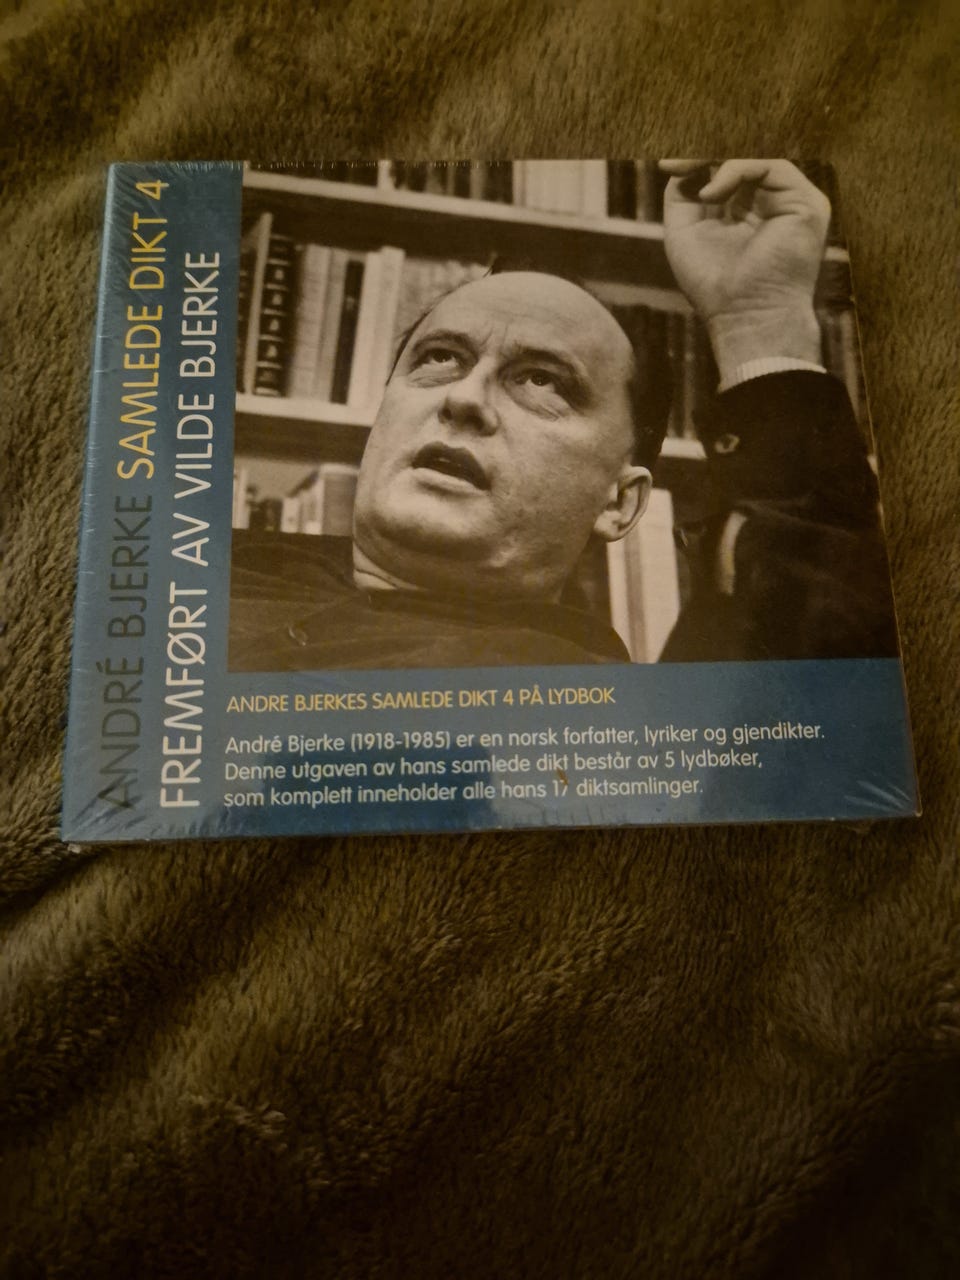 ANDRÉ BJERKE SAMLEDE DIKT 4
FREMFØRT AV VILDE BJERKE
ANDRE BJERKES SAMLEDE DIKT 4 PÅ LYDBOK
André Bjerke (1918-1985) er en norsk forfatter, lyriker og gjendikter.
Denne utgaven av hans samlede dikt består av 5 lydbøker,
som komplett inneholder alle hans 17 diktsamlinger.